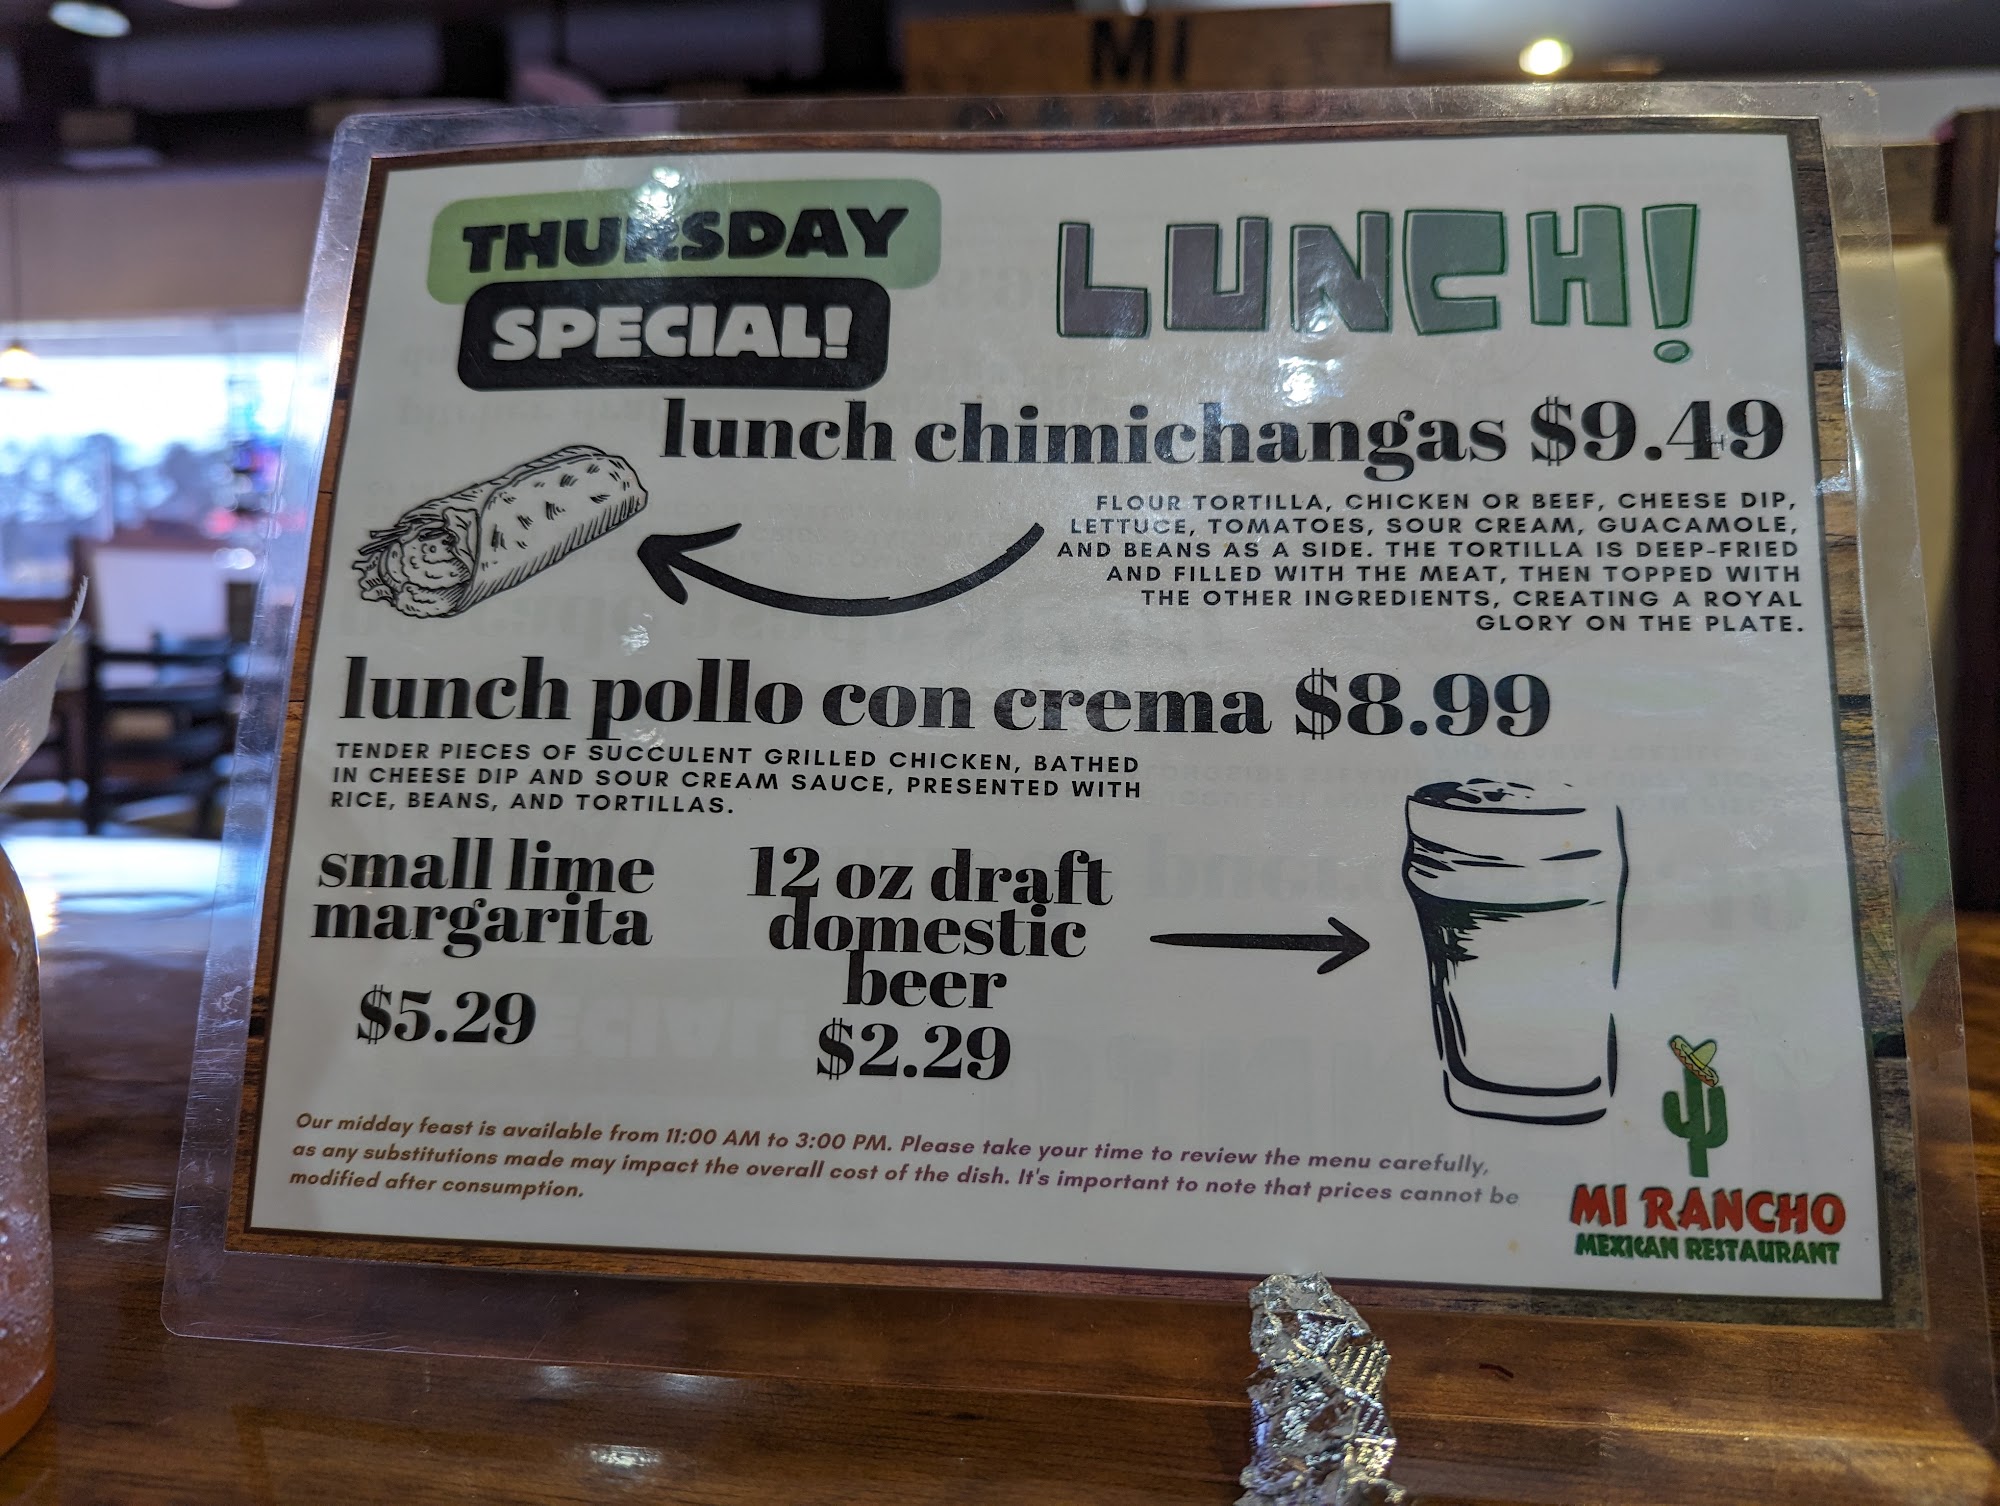 MI
THURSDAY
SPECIAL!
LUNCH!
lunch chimichangas $9.49
FLOUR TORTILLA, CHICKEN OR BEEF, CHEESE DIP,
LETTUCE, TOMATOES, SOUR CREAM, GUACAMOLE,
AND BEANS AS A SIDE. THE TORTILLA IS DEEP-FRIED
AND FILLED WITH THE MEAT, THEN TOPPED WITH
THE OTHER INGREDIENTS, CREATING A ROYAL
GLORY ON THE PLATE.
lunch pollo con crema $8.99
TENDER PIECES OF SUCCULENT GRILLED CHICKEN, BATHED
IN CHEESE DIP AND SOUR CREAM SAUCE, PRESENTED WITH
RICE, BEANS, AND TORTILLAS.
small lime
margarita
$5.29
12 oz draft
domestic
beer
$2.29
Our midday feast is available from 11:00 AM to 3:00 PM. Please take your time to review the menu carefully,
as any substitutions made may impact the overall cost of the dish. It's important to note that prices cannot be
modified after consumption.
MI RANCHO
MEXICAN RESTAURANT